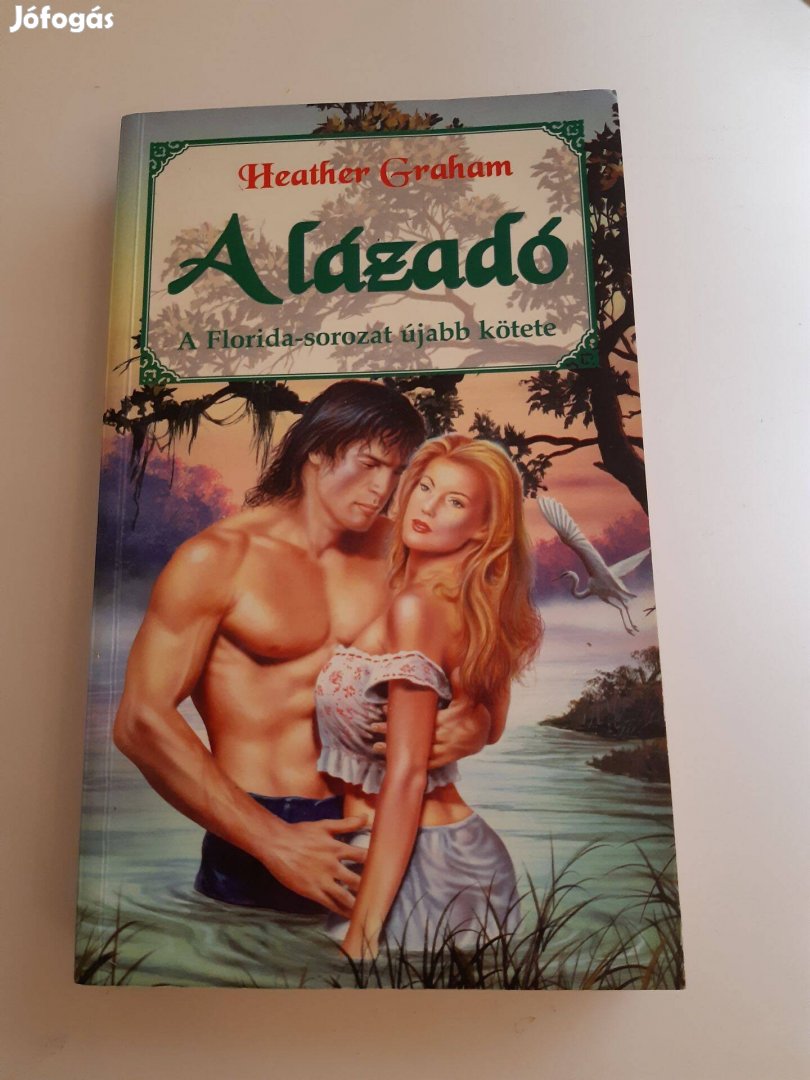 Jófogás
Heather Graham
A lázadó
A Florida-sorozat újabb kötete